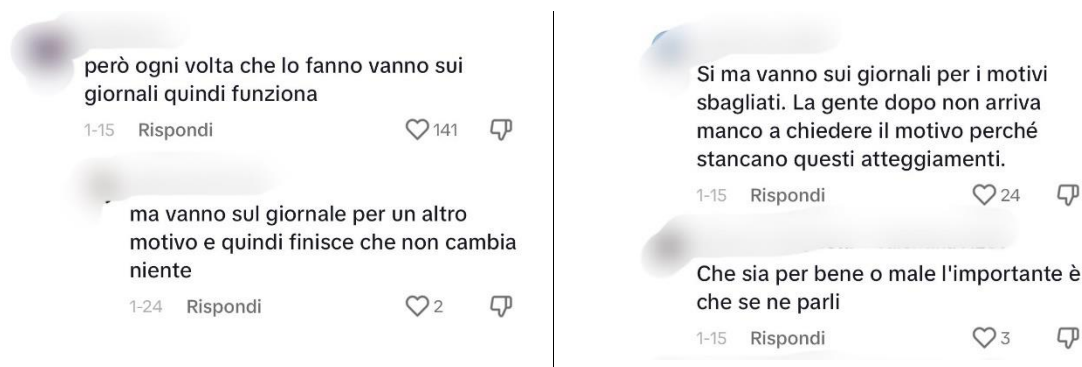 però ogni volta che lo fanno vanno sui
giornali quindi funziona
1-15 Rispondi 141
ma vanno sul giornale per un altro
motivo e quindi finisce che non cambia
niente
1-24 Rispondi 2
Si ma vanno sui giornali per i motivi
sbagliati. La gente dopo non arriva
manco a chiedere il motivo perché
stancano questi atteggiamenti.
1-15 Rispondi 24
Che sia per bene o male l'importante è
che se ne parli
1-15 Rispondi 3